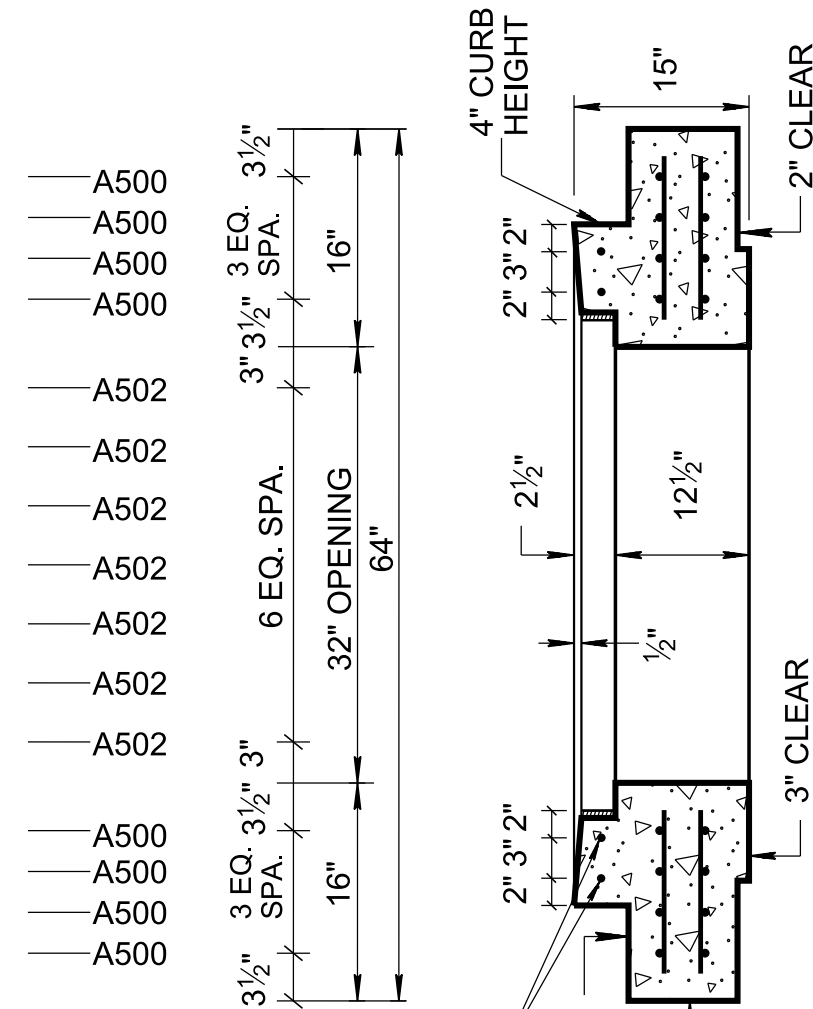 A500
A500
A500
A500
A502
A502
A502
A502
A502
A502
A502
A500
A500
A500
A500
3½"
3 EQ.
SPA.
3½"
3"
6 EQ. SPA.
3"
3½"
3 EQ.
SPA.
3½"
16"
32" OPENING
16"
64"
4" CURB
HEIGHT
15"
2" CLEAR
2" 3" 2"
2½"
12½"
½"
3" CLEAR
2" 3" 2"